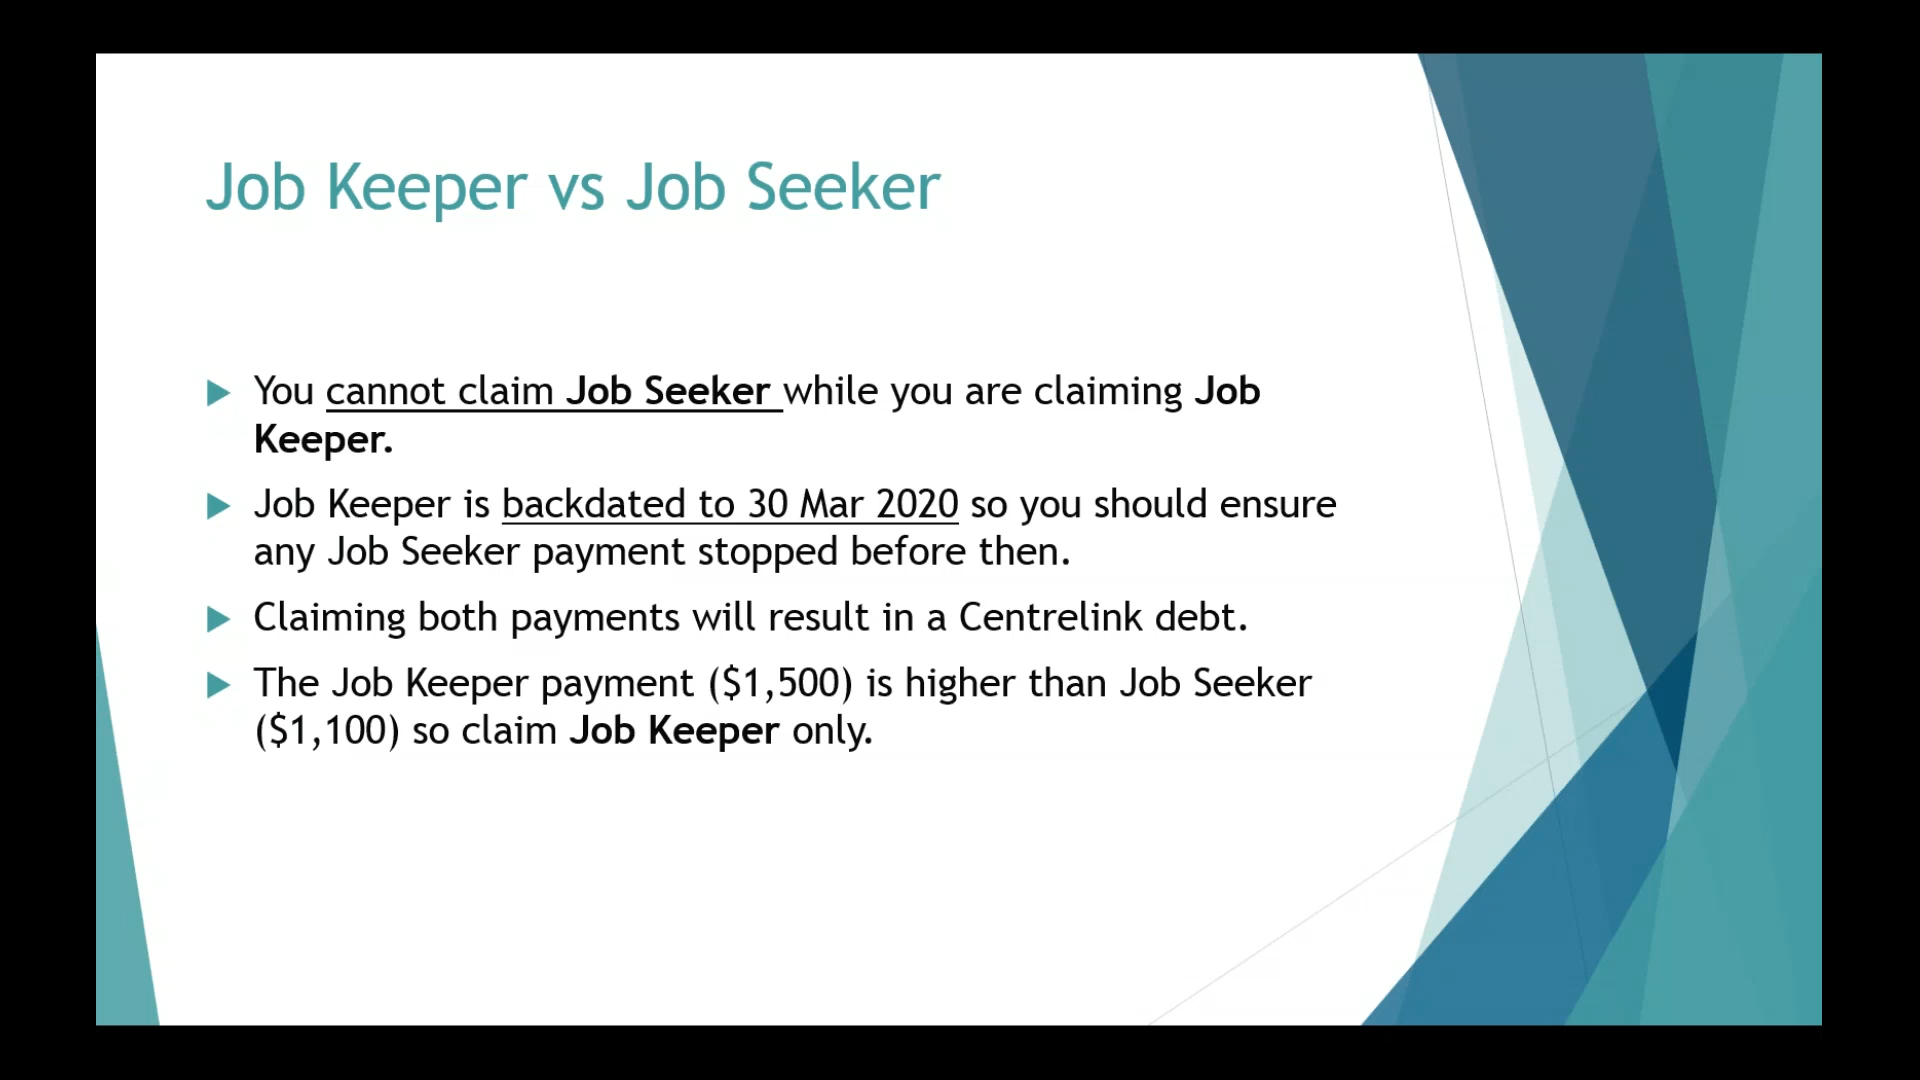 Job Keeper vs Job Seeker
You cannot claim Job Seeker while you are claiming Job
Keeper.
Job Keeper is backdated to 30 Mar 2020 so you should ensure
any Job Seeker payment stopped before then.
Claiming both payments will result in a Centrelink debt.
The Job Keeper payment ($1,500) is higher than Job Seeker
($1,100) so claim Job Keeper only.